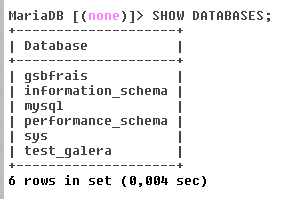 MariaDB [(none)]> SHOW DATABASES;
+--------------------+
| Database           |
+--------------------+
| gsbfrais           |
| information_schema |
| mysql              |
| performance_schema |
| sys                |
| test_galera        |
+--------------------+
6 rows in set (0,004 sec)